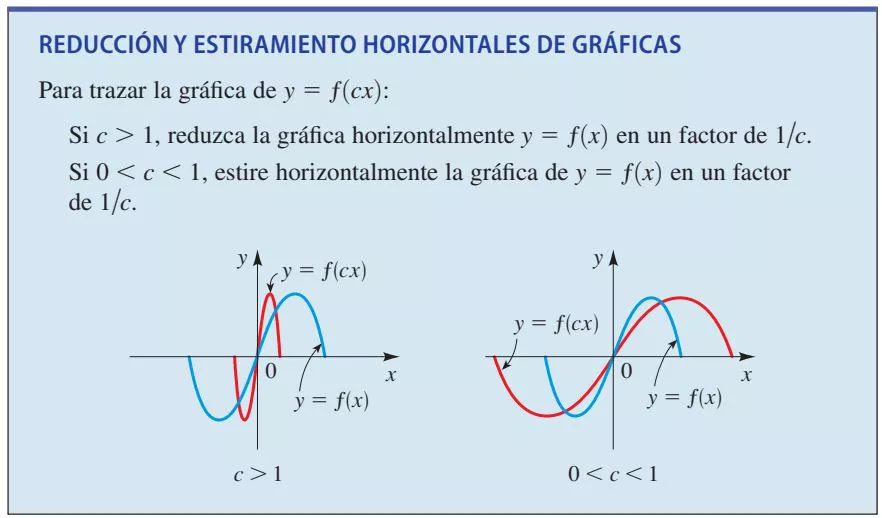 REDUCCIÓN Y ESTIRAMIENTO HORIZONTALES DE GRÁFICAS
Para trazar la gráfica de y = f(cx):
Si c > 1, reduzca la gráfica horizontalmente y = f(x) en un factor de 1/c.
Si 0 < c < 1, estire horizontalmente la gráfica de y = f(x) en un factor
de 1/c.
y
y = f(cx)
0
x
y = f(x)
c > 1
y
y = f(cx)
0
x
y = f(x)
0 < c < 1